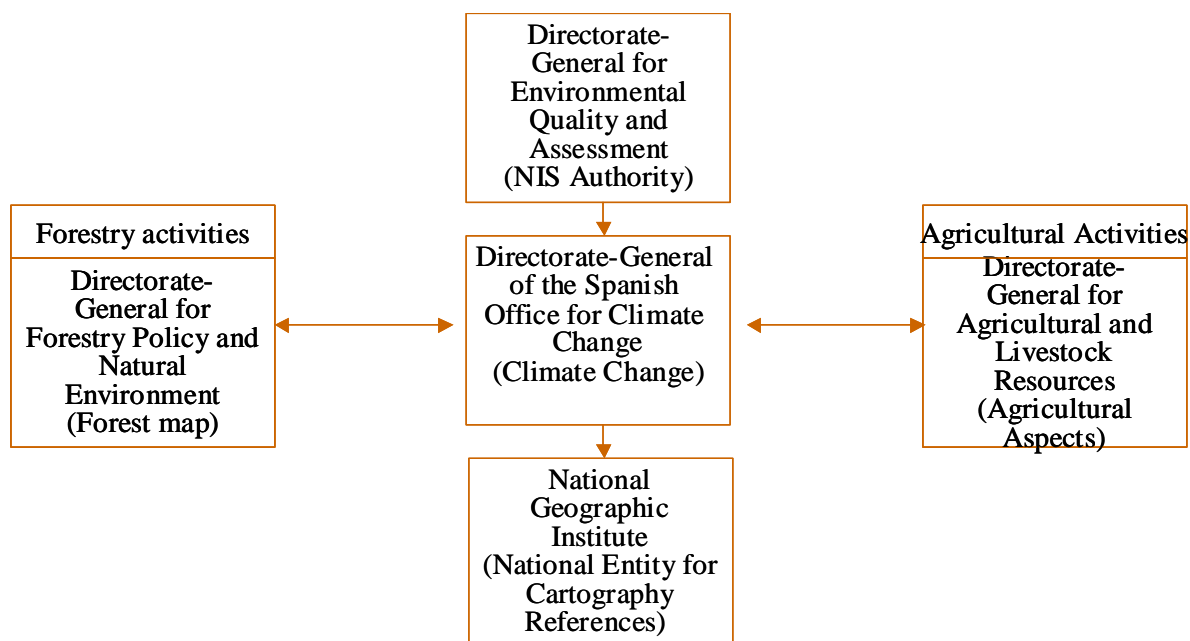 Directorate-
General for
Environmental
Quality and
Assessment
(NIS Authority)
Forestry activities
Directorate-
General for
Forestry Policy and
Natural
Environment
(Forest map)
Directorate-General
of the Spanish
Office for Climate
Change
(Climate Change)
Agricultural Activities
Directorate-
General for
Agricultural and
Livestock
Resources
(Agricultural
Aspects)
National
Geographic
Institute
(National Entity for
Cartography
References)